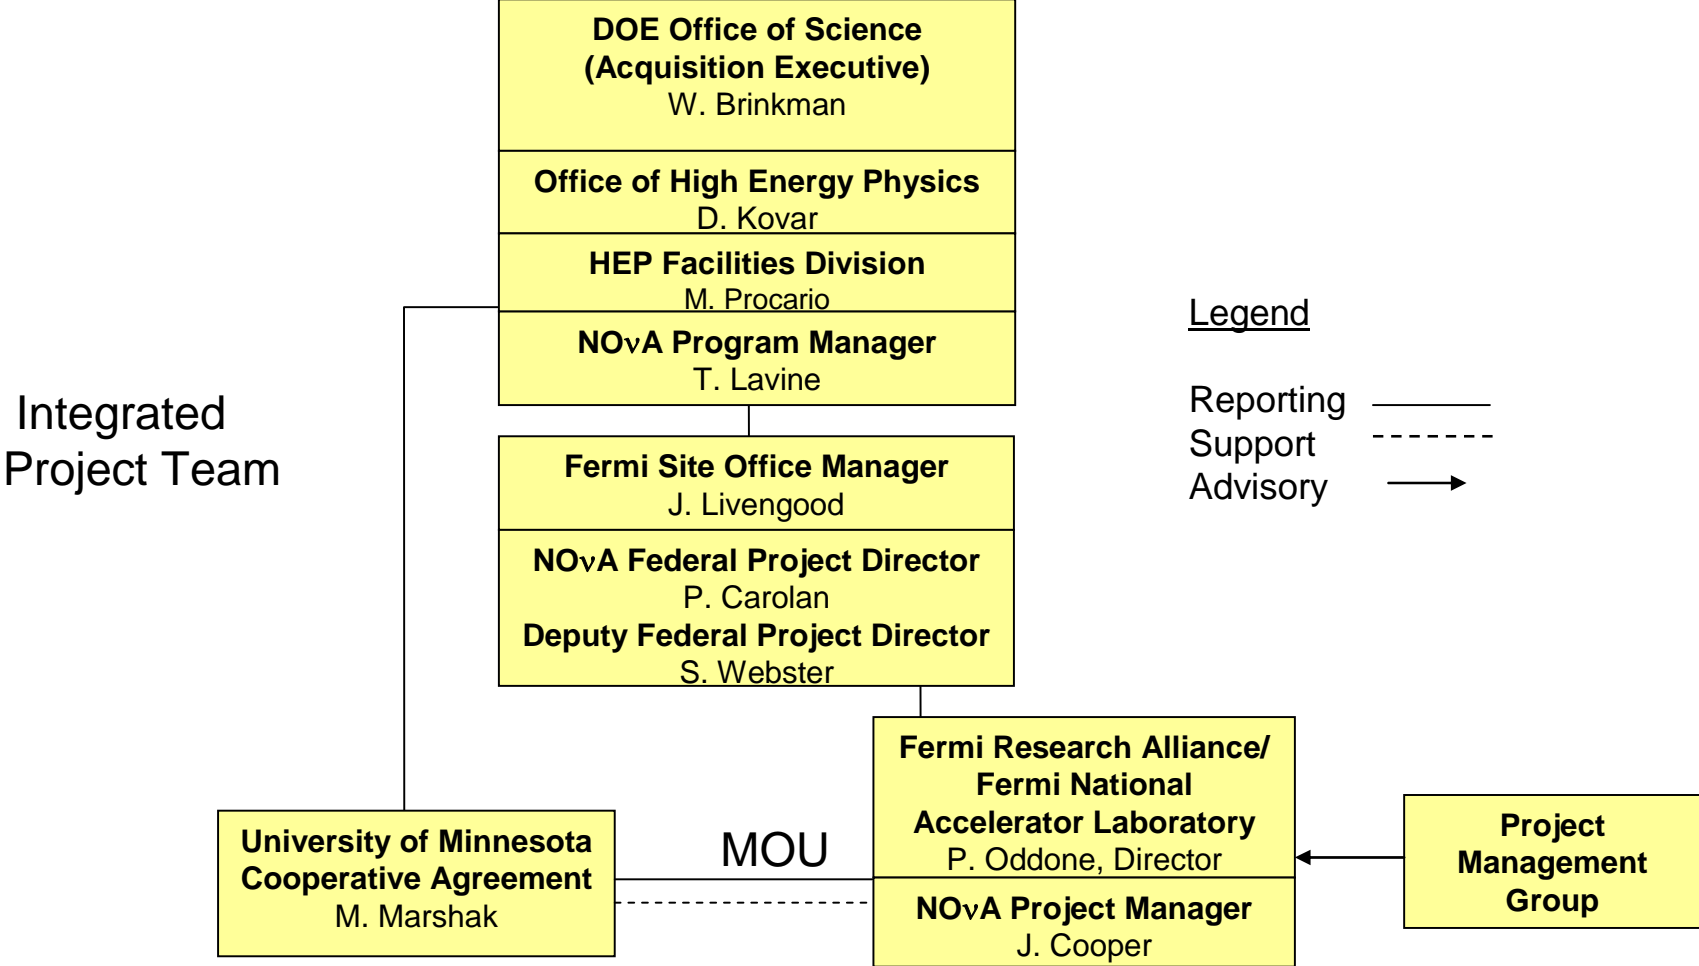 DOE Office of Science
(Acquisition Executive)
W. Brinkman
Office of High Energy Physics
D. Kovar
HEP Facilities Division
M. Procario
NOνA Program Manager
T. Lavine
Legend
Reporting
Support
Advisory
Integrated
Project Team
Fermi Site Office Manager
J. Livengood
NOνA Federal Project Director
P. Carolan
Deputy Federal Project Director
S. Webster
Fermi Research Alliance/
Fermi National
Accelerator Laboratory
P. Oddone, Director
NOνA Project Manager
J. Cooper
MOU
University of Minnesota
Cooperative Agreement
M. Marshak
Project
Management
Group